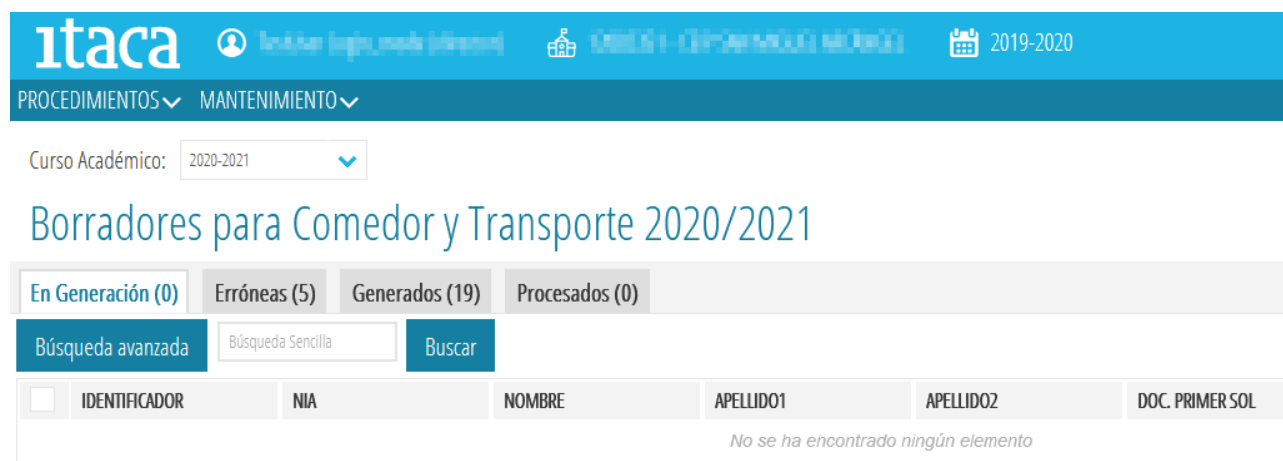 ıtaca 2019-2020
PROCEDIMIENTOS MANTENIMIENTO
Curso Académico: 2020-2021
Borradores para Comedor y Transporte 2020/2021
En Generación (0) Erróneas (5) Generados (19) Procesados (0)
Búsqueda avanzada Búsqueda Sencilla Buscar
IDENTIFICADOR NIA NOMBRE APELLIDO1 APELLIDO2 DOC. PRIMER SOL
No se ha encontrado ningún elemento